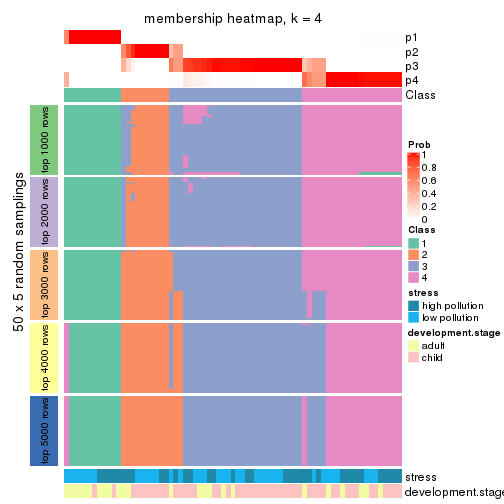 membership heatmap, k = 4
p1
p2
p3
p4
Class
50 x 5 random samplings
top 1000 rows
top 2000 rows
top 3000 rows
top 4000 rows
top 5000 rows
stress
development.stage
Prob
1
0.8
0.6
0.4
0.2
0
Class
1
2
3
4
stress
high pollution
low pollution
development.stage
adult
child